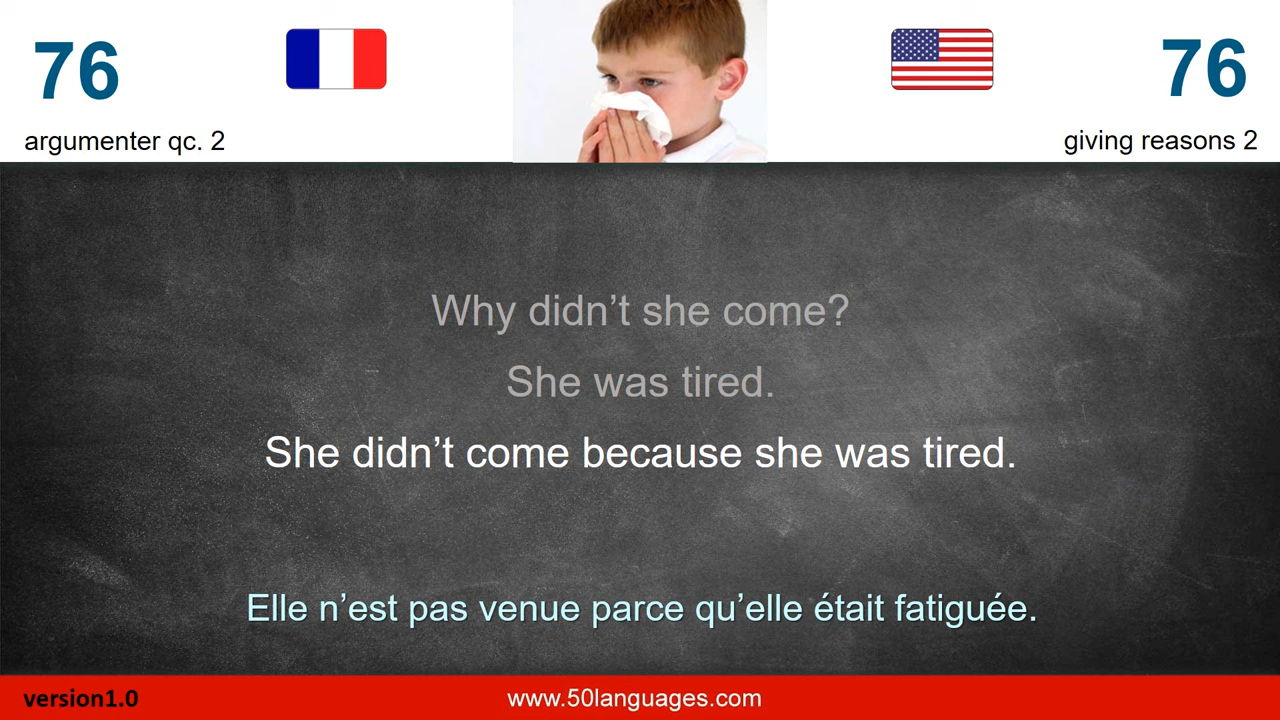 76
76
argumenter qc. 2
giving reasons 2
Why didn’t she come?
She was tired.
She didn’t come because she was tired.
Elle n’est pas venue parce qu’elle était fatiguée.
version1.0
www.50languages.com